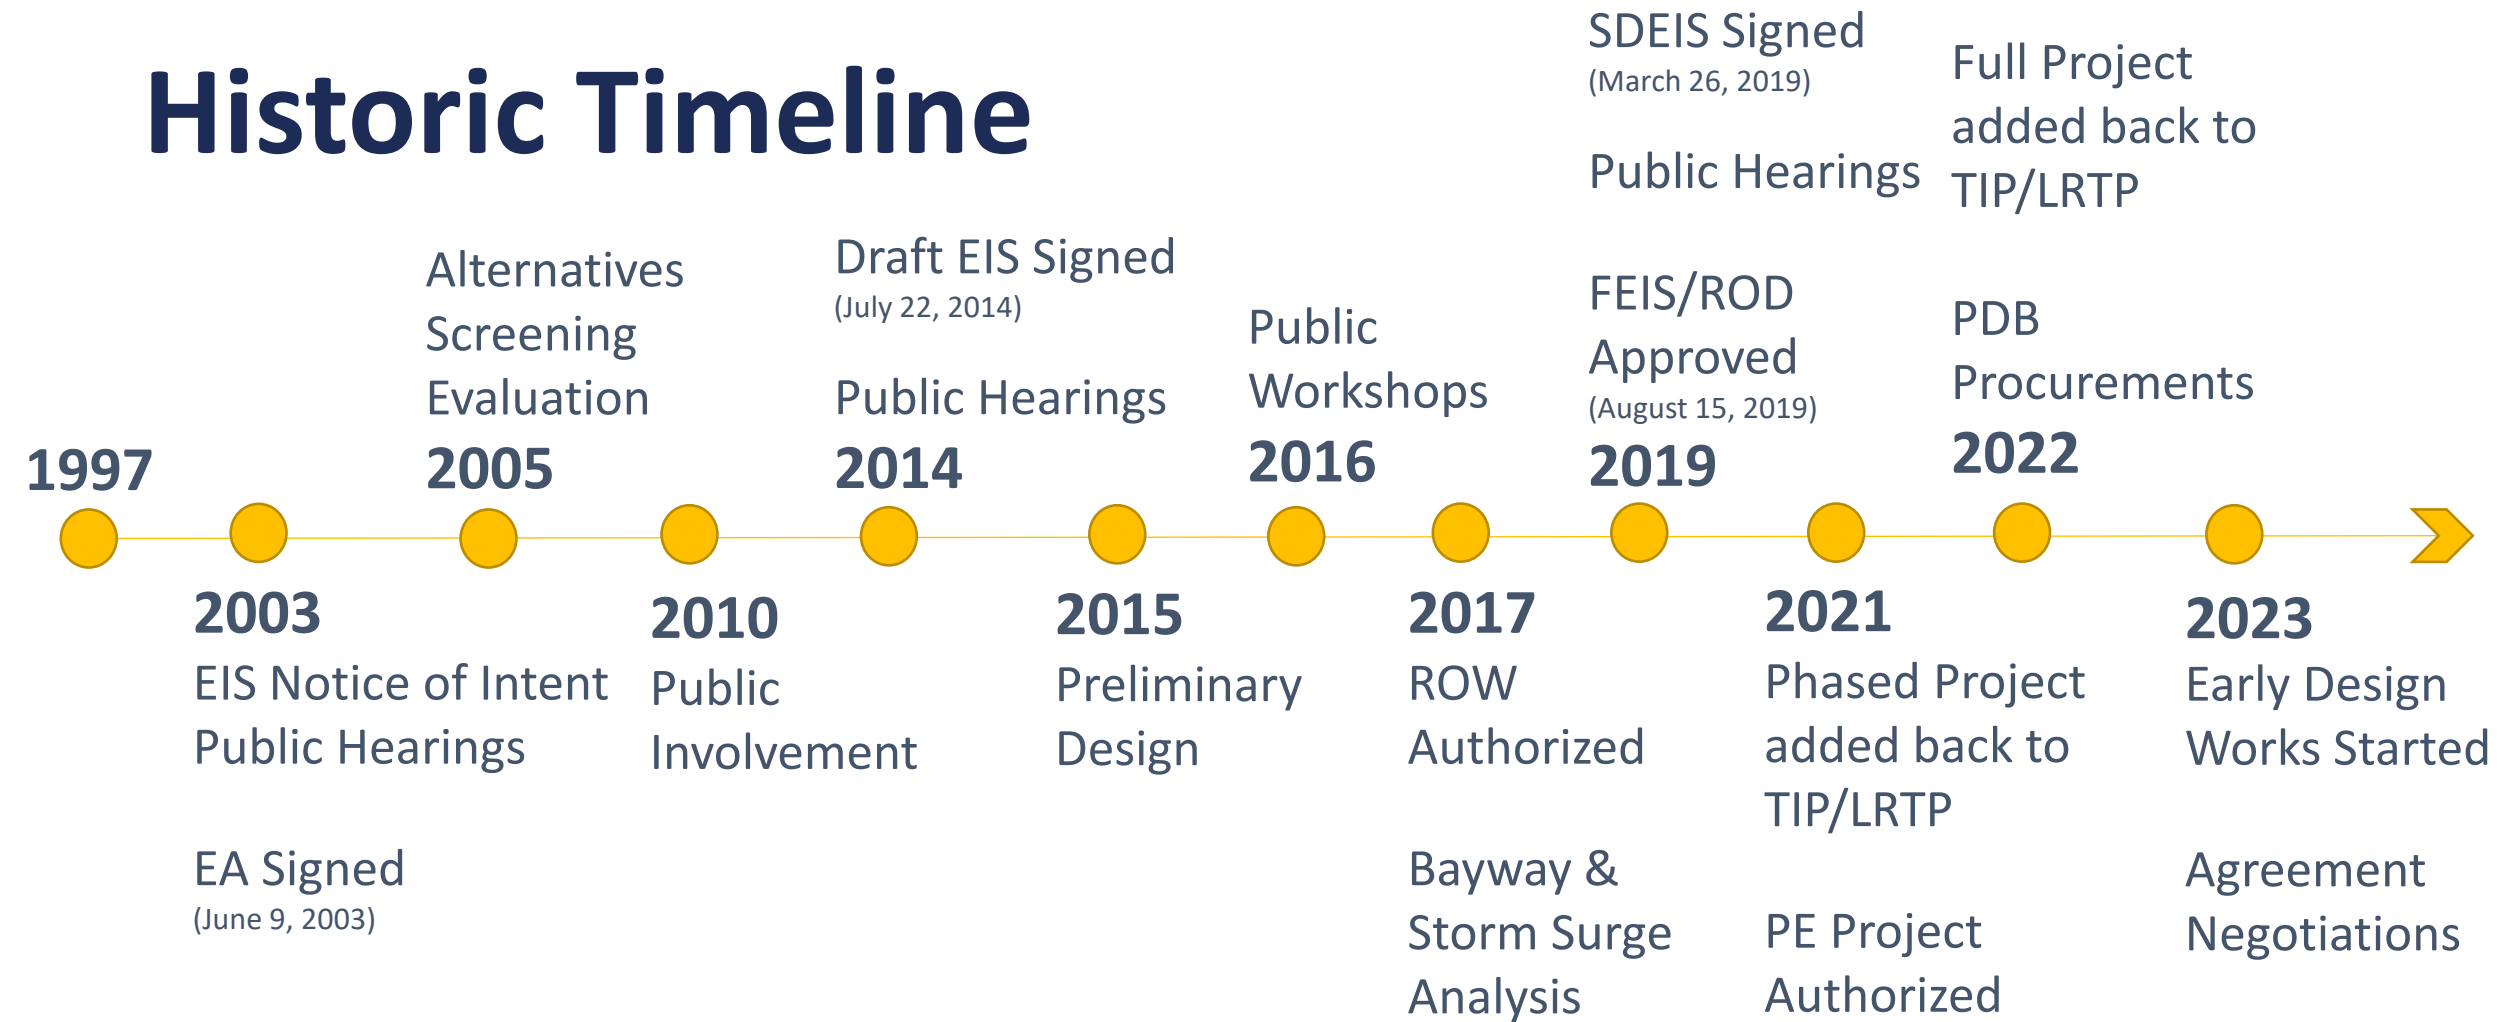 Historic Timeline
1997
2003
EIS Notice of Intent
Public Hearings
EA Signed
(June 9, 2003)
Alternatives
Screening
Evaluation
2005
2010
Public
Involvement
Draft EIS Signed
(July 22, 2014)
Public Hearings
2014
2015
Preliminary
Design
Public
Workshops
2016
2017
ROW
Authorized
Bayway &
Storm Surge
Analysis
SDEIS Signed
(March 26, 2019)
Public Hearings
FEIS/ROD
Approved
(August 15, 2019)
2019
2021
Phased Project
added back to
TIP/LRTP
PE Project
Authorized
Full Project
added back to
TIP/LRTP
PDB
Procurements
2022
2023
Early Design
Works Started
Agreement
Negotiations